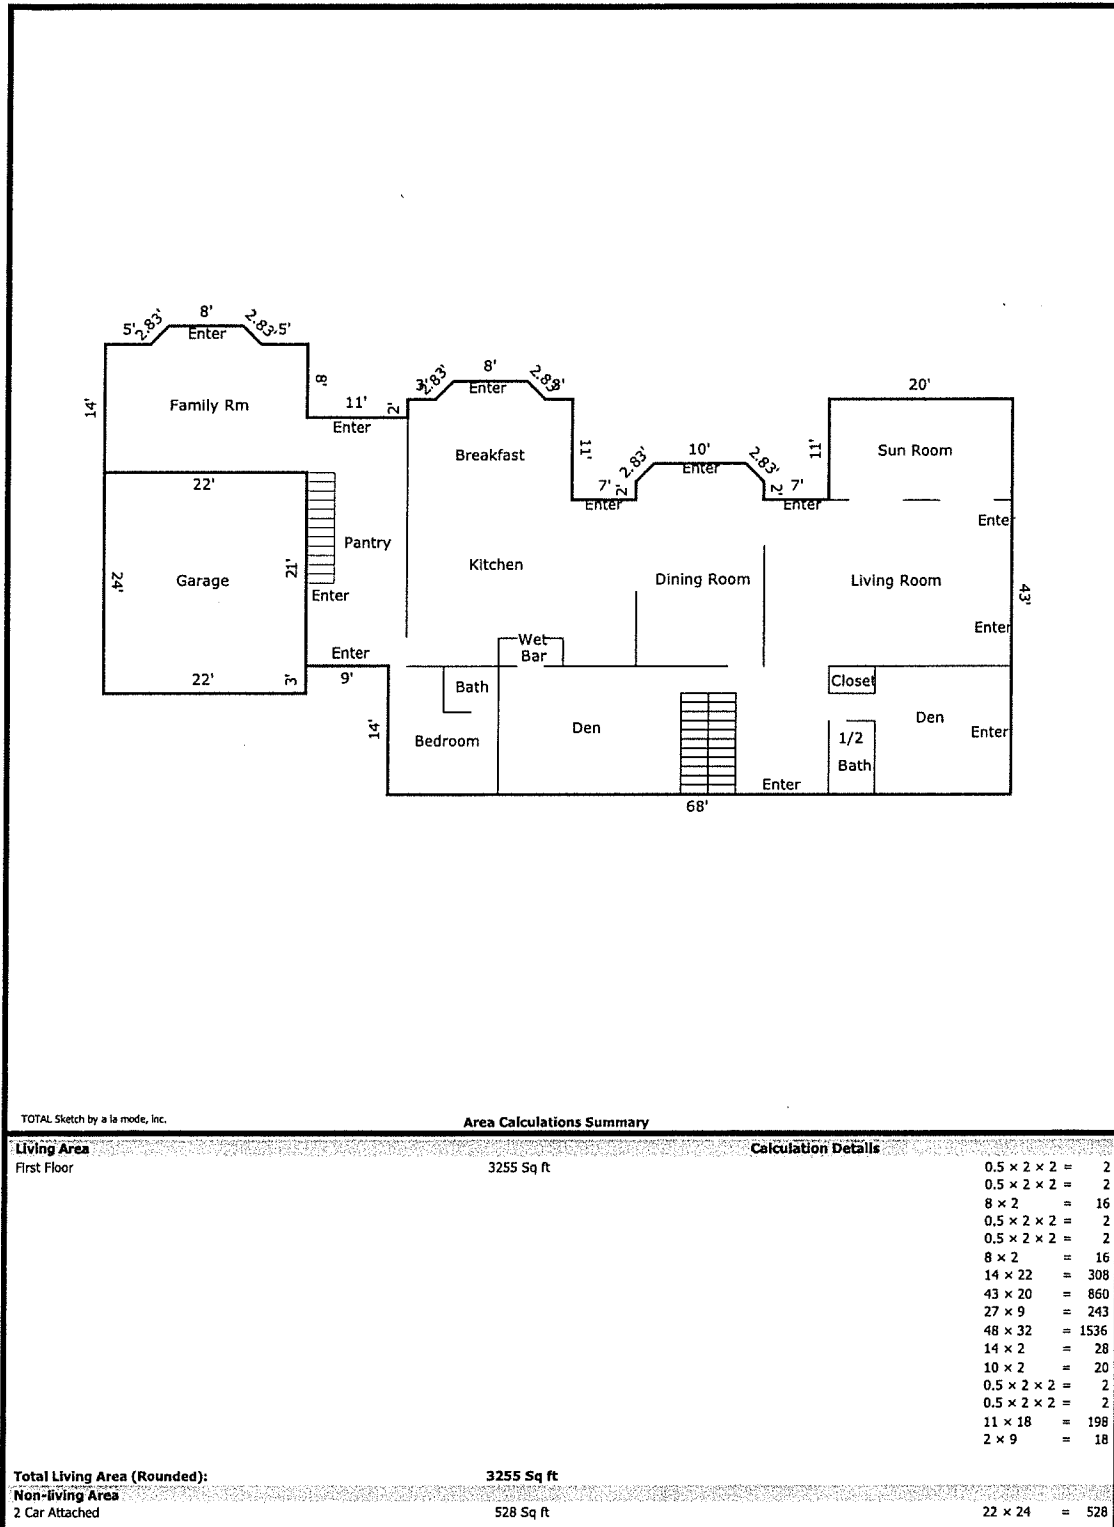 8'
5' 2.83' Enter 2.83' 5'
8'
14' Family Rm
11' 2'
Enter
3' 2.83' 8' 2.83' 3'
Enter
20'
Breakfast 11' 11' Sun Room
10'
2.83' Enter 2.83'
22' 7' 2' 2' 7'
Enter Enter
Enter
Pantry
Kitchen
24' Garage 21' Dining Room Living Room
Enter 43'
Enter
Wet
Bar
Enter
22' 3' 9'
Bath Closet
14' Bedroom Den Den
1/2
Bath
Enter
Enter
68'
TOTAL Sketch by a la mode, inc.
Area Calculations Summary
Living Area Calculation Details
First Floor 3255 Sq ft 0.5 × 2 × 2 = 2
0.5 × 2 × 2 = 2
8 × 2 = 16
0.5 × 2 × 2 = 2
0.5 × 2 × 2 = 2
8 × 2 = 16
14 × 22 = 308
43 × 20 = 860
27 × 9 = 243
48 × 32 = 1536
14 × 2 = 28
10 × 2 = 20
0.5 × 2 × 2 = 2
0.5 × 2 × 2 = 2
11 × 18 = 198
2 × 9 = 18
Total Living Area (Rounded): 3255 Sq ft
Non-living Area
2 Car Attached 528 Sq ft 22 × 24 = 528